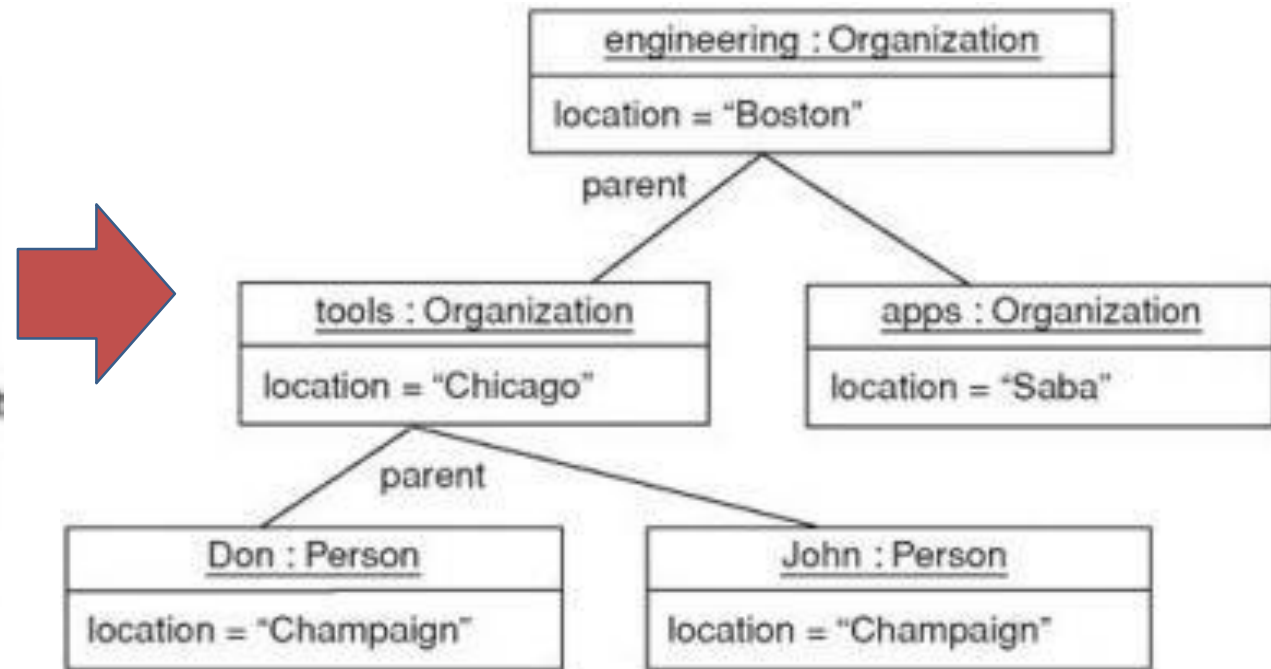 engineering : Organization
location = “Boston”
parent
tools : Organization
apps : Organization
location = “Chicago”
location = “Saba”
parent
Don : Person
John : Person
location = “Champaign”
location = “Champaign”